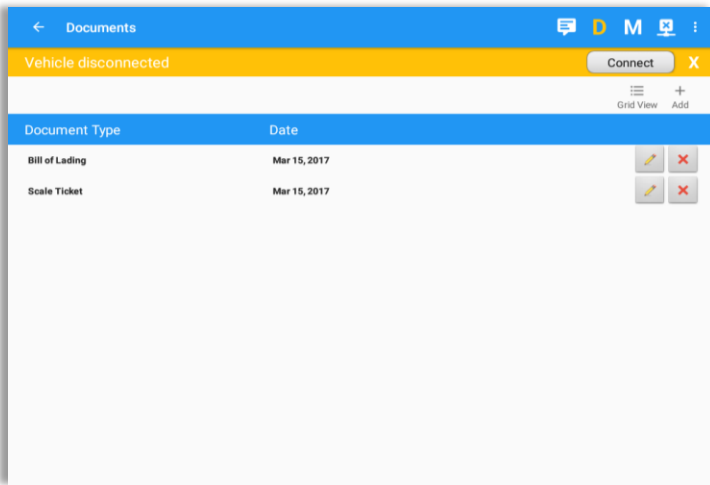 Documents D M
Vehicle disconnected Connect X
Grid View Add
Document Type Date
Bill of Lading Mar 15, 2017
Scale Ticket Mar 15, 2017